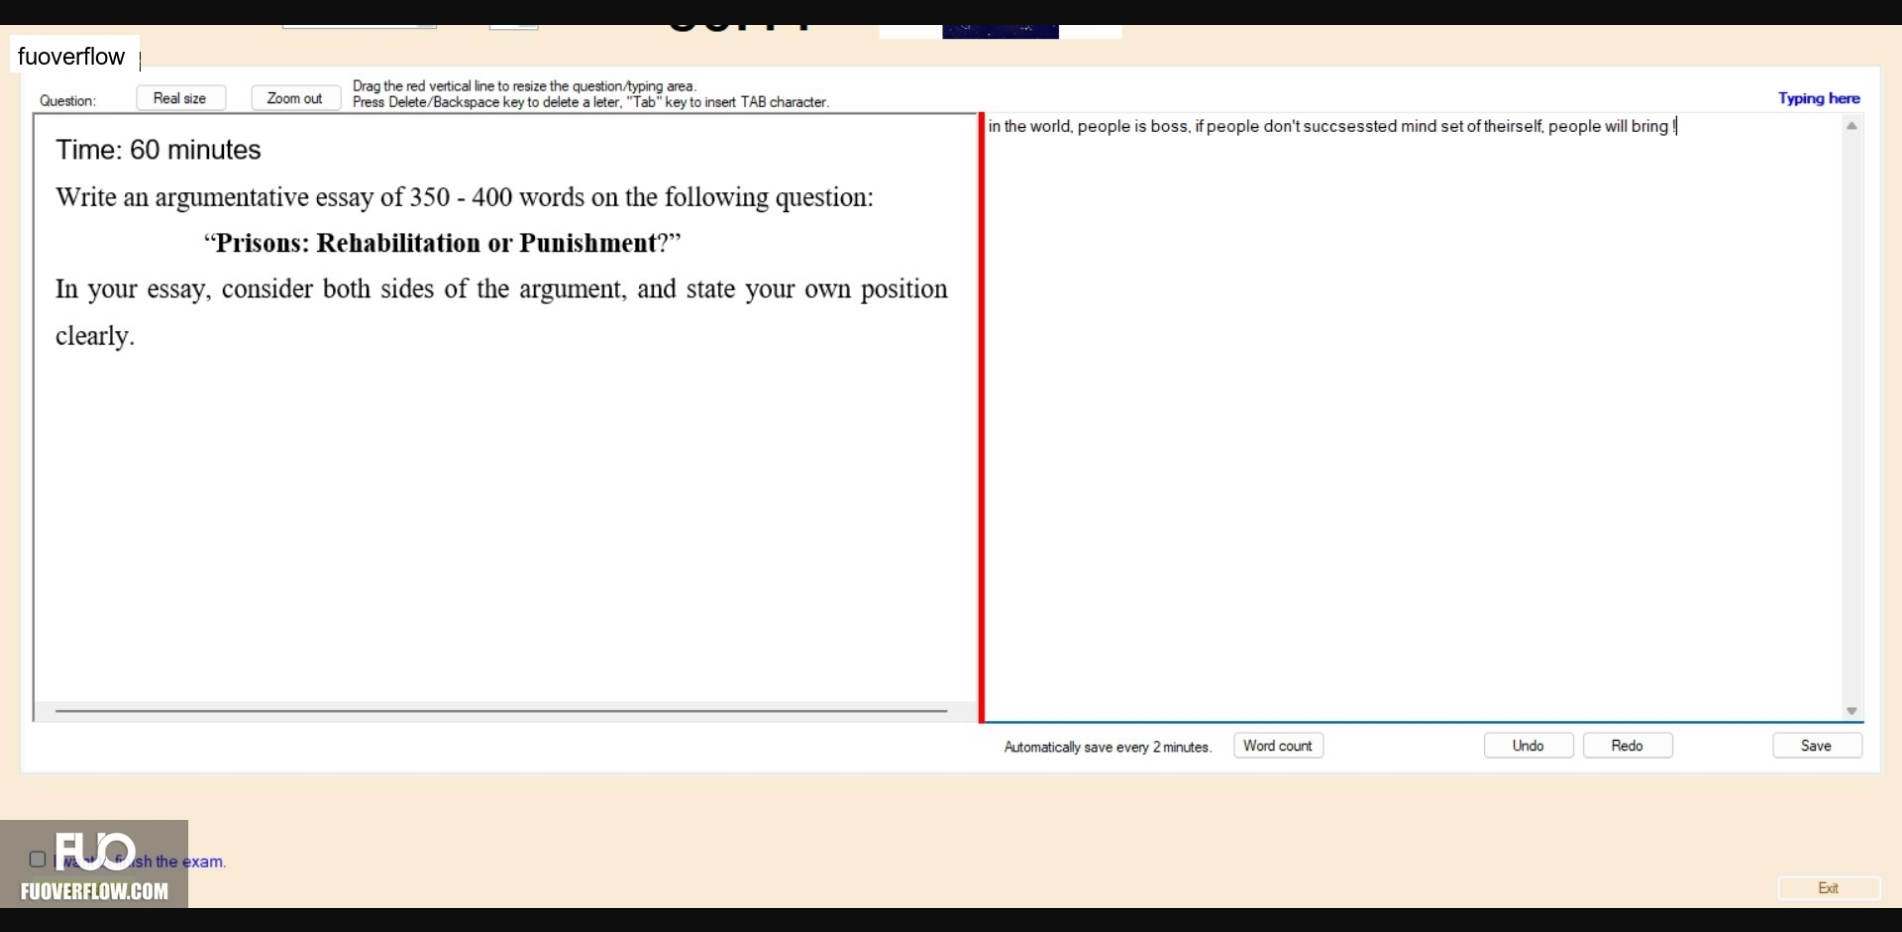 fuoverflow
Question:
Real size
Zoom out
Drag the red vertical line to resize the question/typing area.
Press Delete/Backspace key to delete a leter, "Tab" key to insert TAB character.
Typing here
Time: 60 minutes
Write an argumentative essay of 350 - 400 words on the following question:
“Prisons: Rehabilitation or Punishment?”
In your essay, consider both sides of the argument, and state your own position
clearly.
in the world, people is boss, if people don't succsessted mind set of theirself, people will bring !
Automatically save every 2 minutes.
Word count
Undo
Redo
Save
FUO
finish the exam.
FUOVERFLOW.COM
Exit